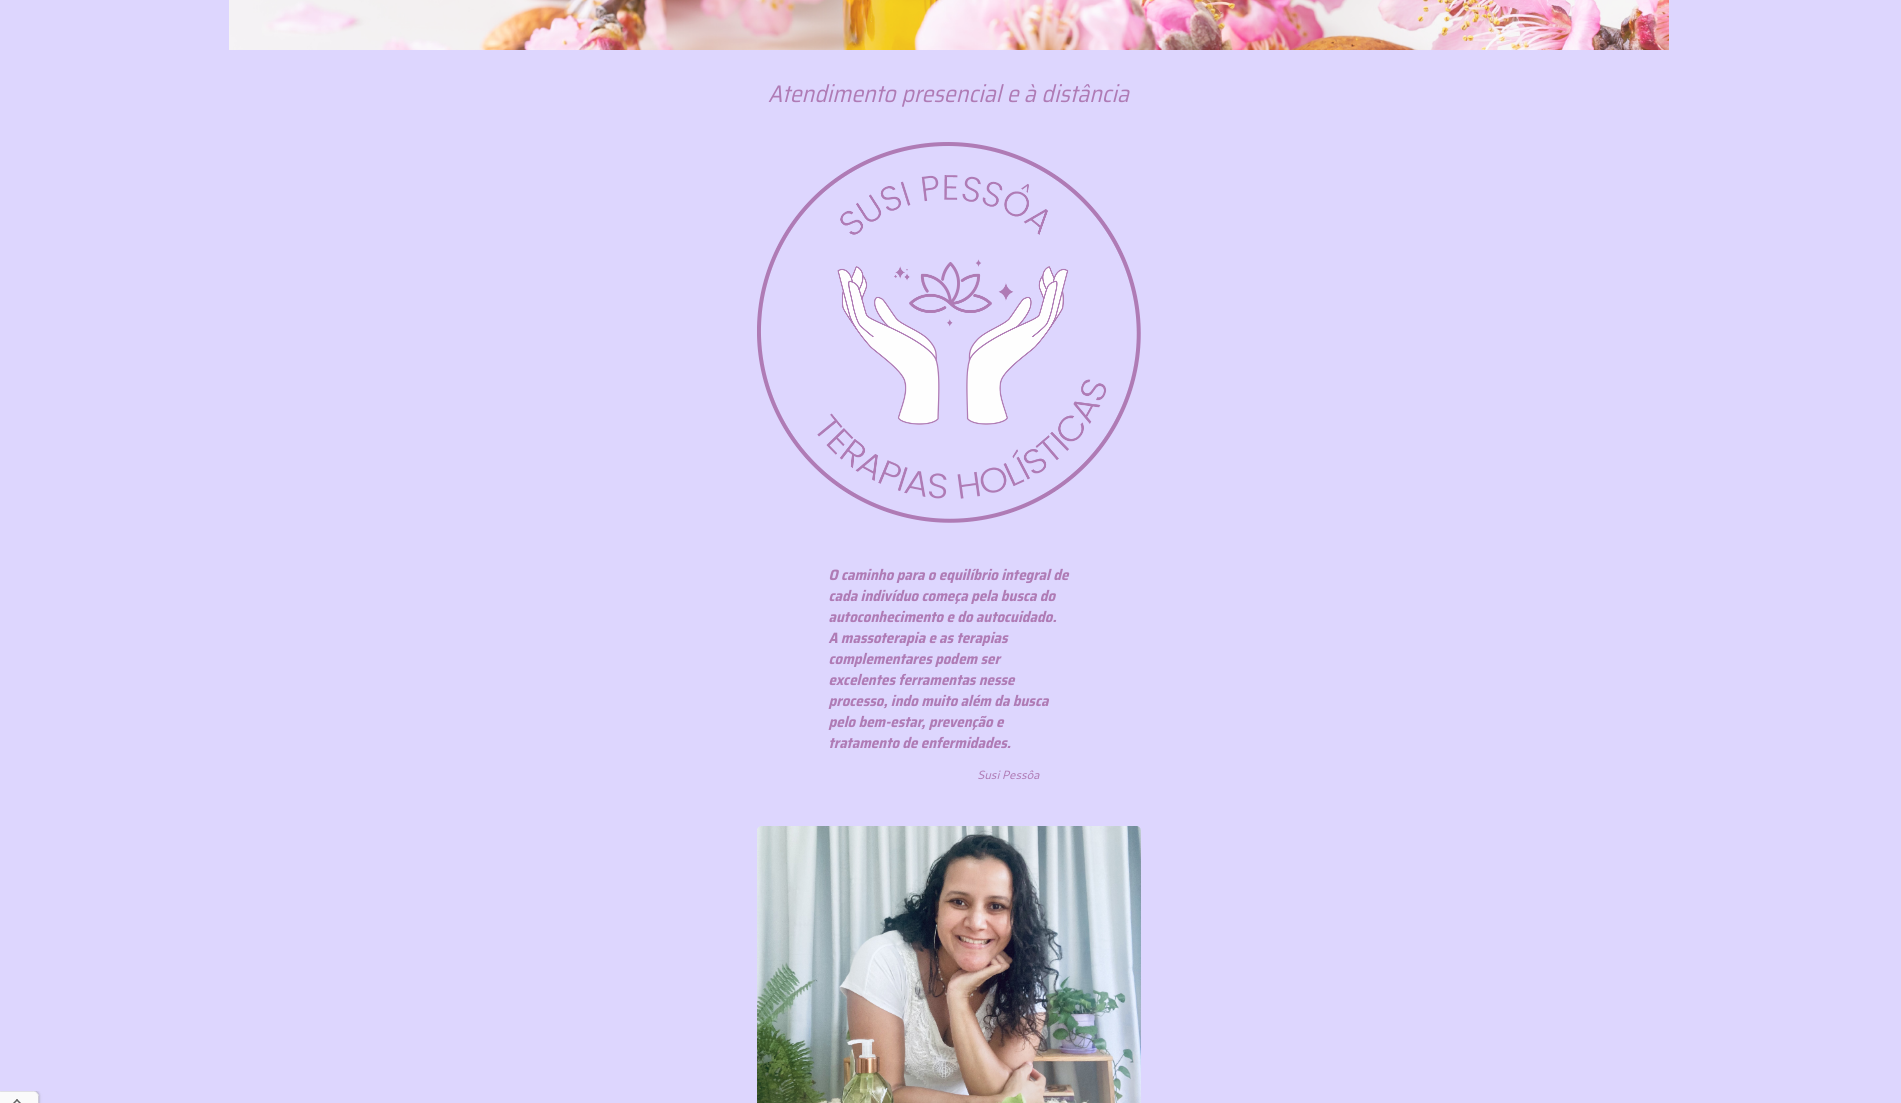 Atendimento presencial e à distância
SUSI PESSÔA
TERAPIAS HOLÍSTICAS
O caminho para o equilíbrio integral de
cada indivíduo começa pela busca do
autoconhecimento e do autocuidado.
A massoterapia e as terapias
complementares podem ser
excelentes ferramentas nesse
processo, indo muito além da busca
pelo bem-estar, prevenção e
tratamento de enfermidades.
Susi Pessôa